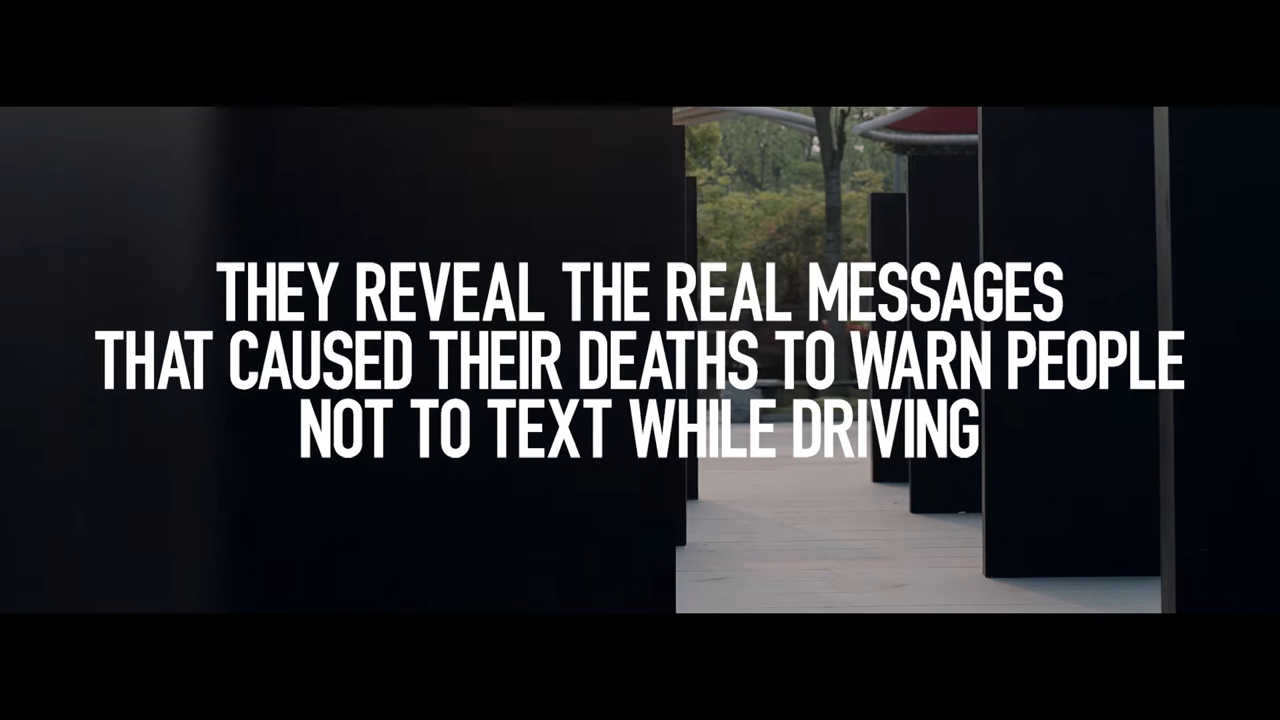 THEY REVEAL THE REAL MESSAGES
THAT CAUSED THEIR DEATHS TO WARN PEOPLE
NOT TO TEXT WHILE DRIVING